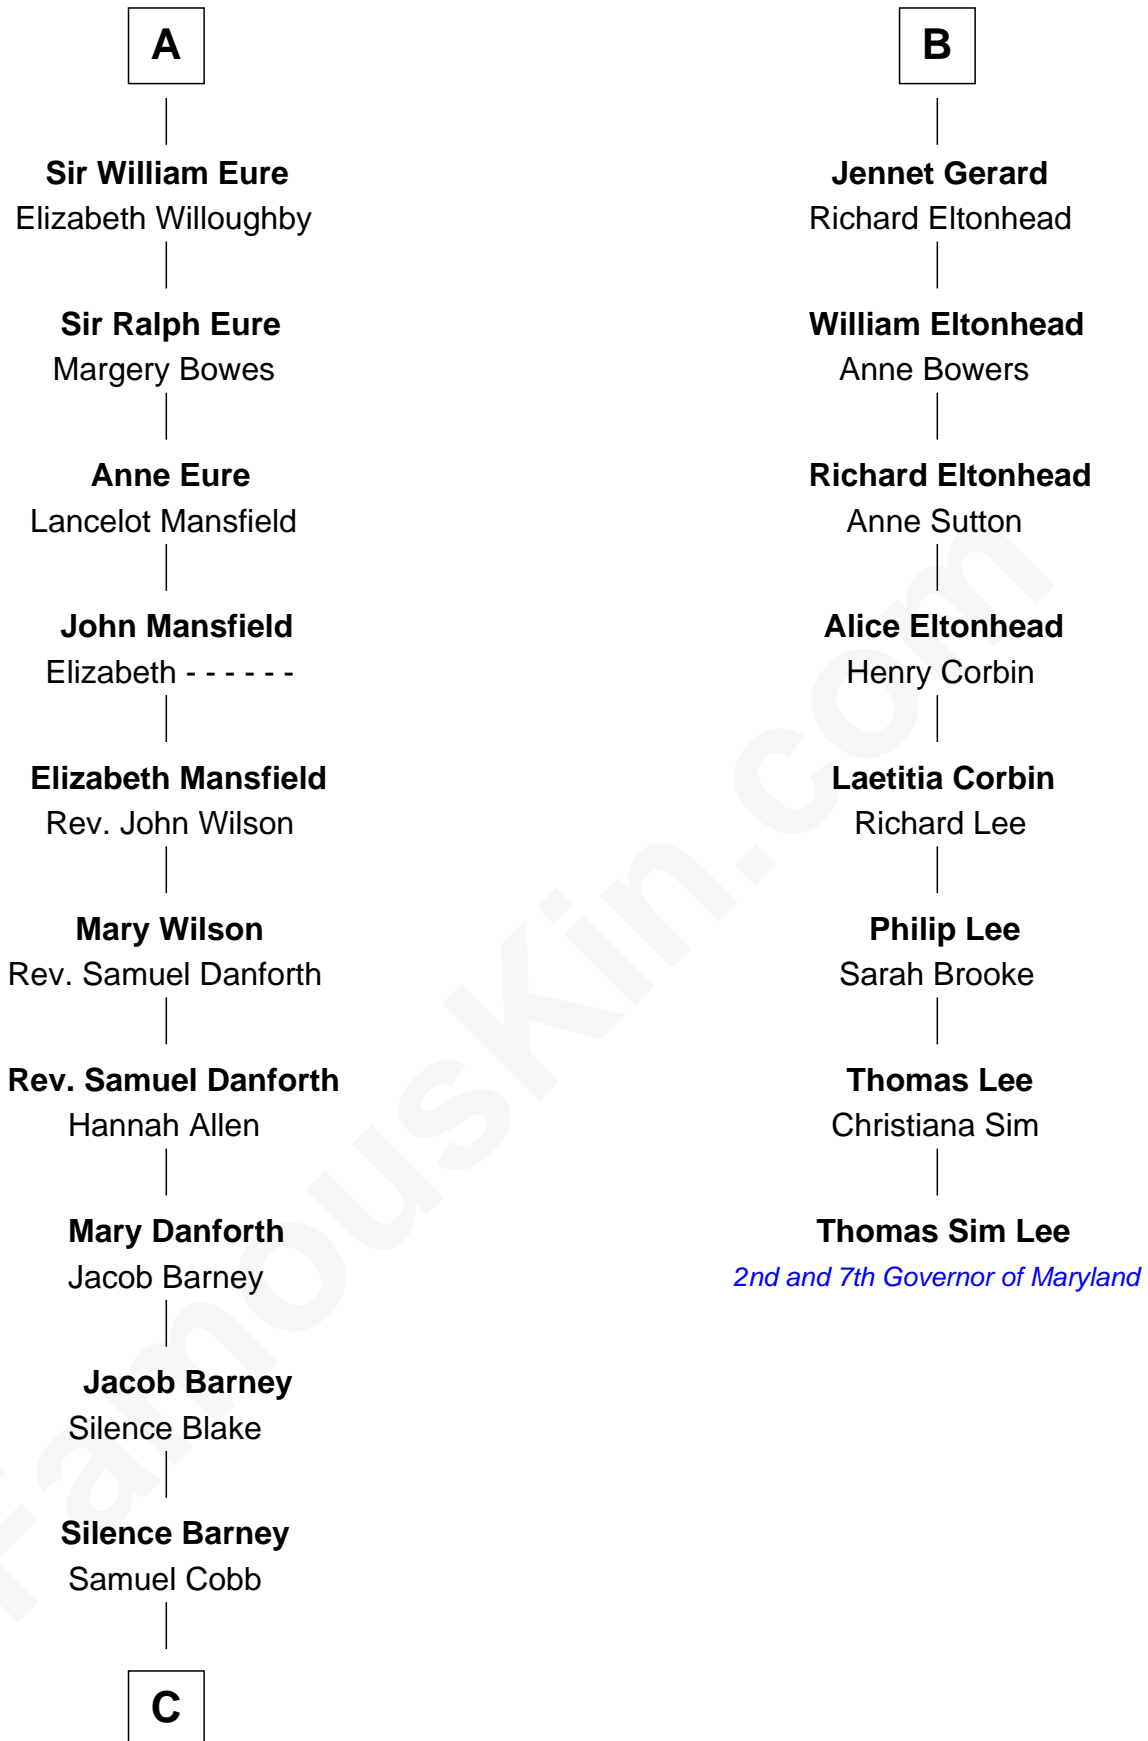 A
Sir William Eure
Elizabeth Willoughby
Sir Ralph Eure
Margery Bowes
Anne Eure
Lancelot Mansfield
John Mansfield
Elizabeth - - - - - -
Elizabeth Mansfield
Rev. John Wilson
Mary Wilson
Rev. Samuel Danforth
Rev. Samuel Danforth
Hannah Allen
Mary Danforth
Jacob Barney
Jacob Barney
Silence Blake
Silence Barney
Samuel Cobb
C
B
Jennet Gerard
Richard Eltonhead
William Eltonhead
Anne Bowers
Richard Eltonhead
Anne Sutton
Alice Eltonhead
Henry Corbin
Laetitia Corbin
Richard Lee
Philip Lee
Sarah Brooke
Thomas Lee
Christiana Sim
Thomas Sim Lee
2nd and 7th Governor of Maryland
FamousKin.com